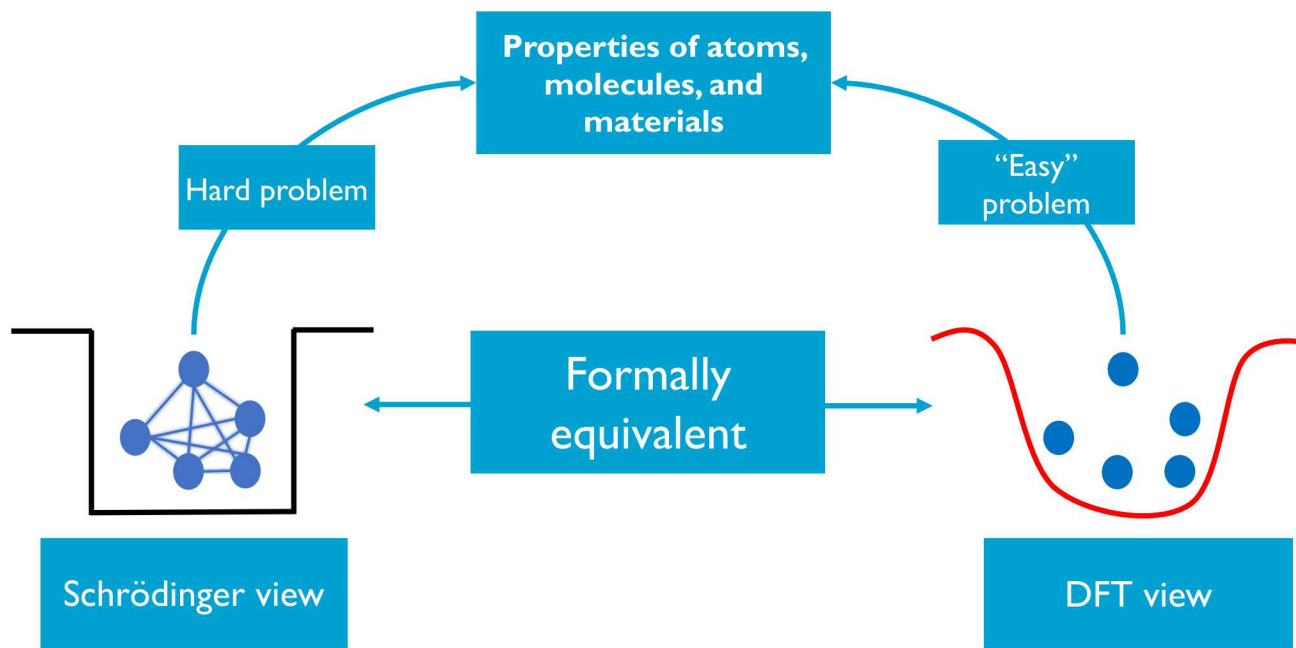 Properties of atoms,
molecules, and
materials
Hard problem
“Easy”
problem
Formally
equivalent
Schrödinger view
DFT view